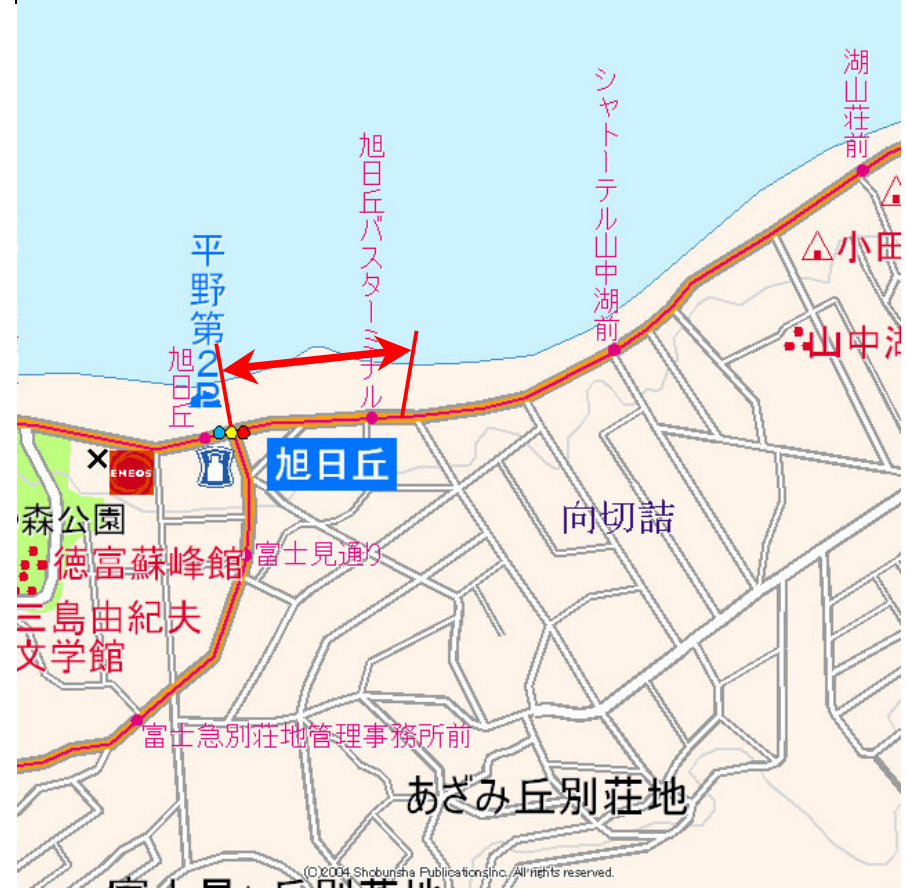 湖山荘前
シャトーテル山中湖前
旭日丘バスターミナル
平野第2
P
旭日丘
小田
山中湖
ENEOS
旭日丘
向切詰
森公園
徳富蘇峰館
富士見通り
三島由紀夫
文学館
富士急別荘地管理事務所前
あざみ丘別荘地
(C)2004 Shobunsha Publications,Inc. All rights reserved.